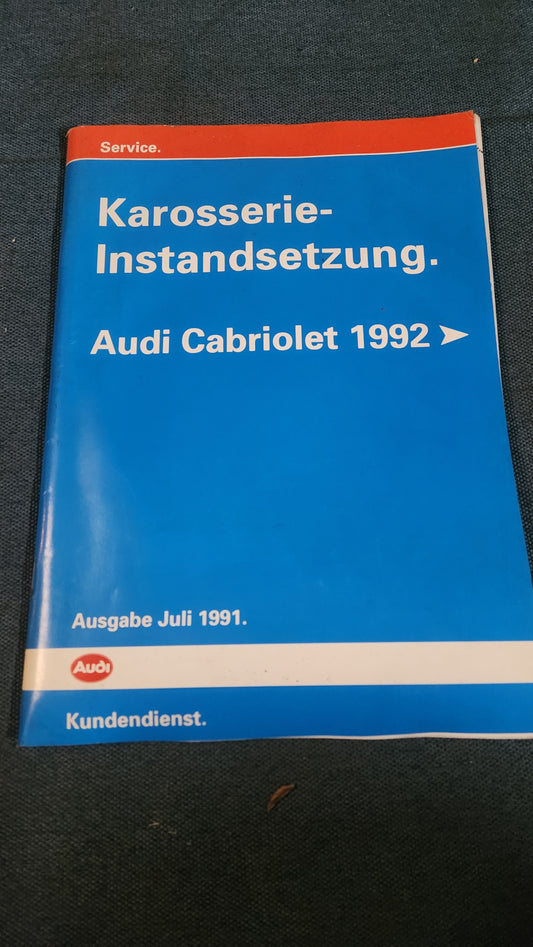 Service.
Karosserie-
Instandsetzung.
Audi Cabriolet 1992 ➤
Ausgabe Juli 1991.
Audi
Kundendienst.